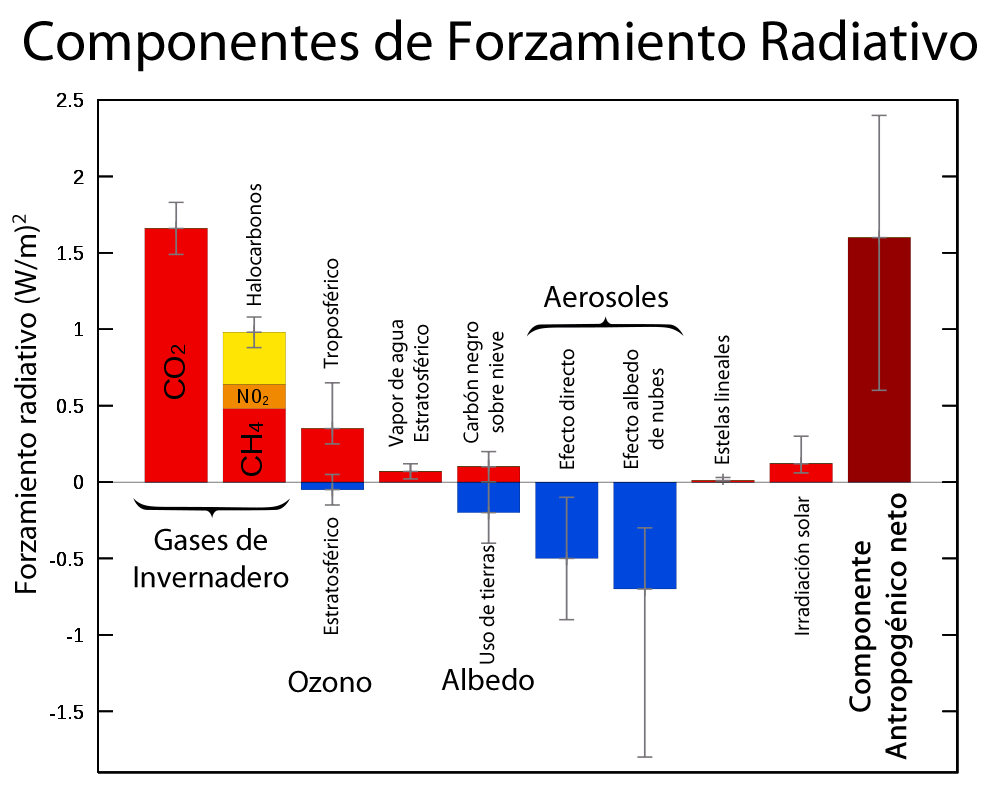 Componentes de Forzamiento Radiativo
Forzamiento radiativo (W/m)²
2.5
2
1.5
1
0.5
0
-0.5
-1
-1.5
CO2
Halocarbonos
N0₂
CH4
Gases de
Invernadero
Troposférico
Estratosférico
Ozono
Vapor de agua
Estratosférico
Carbón negro
sobre nieve
Uso de tierras
Albedo
Aerosoles
Efecto directo
Efecto albedo
de nubes
Estelas lineales
Irradiación solar
Componente
Antropogénico neto